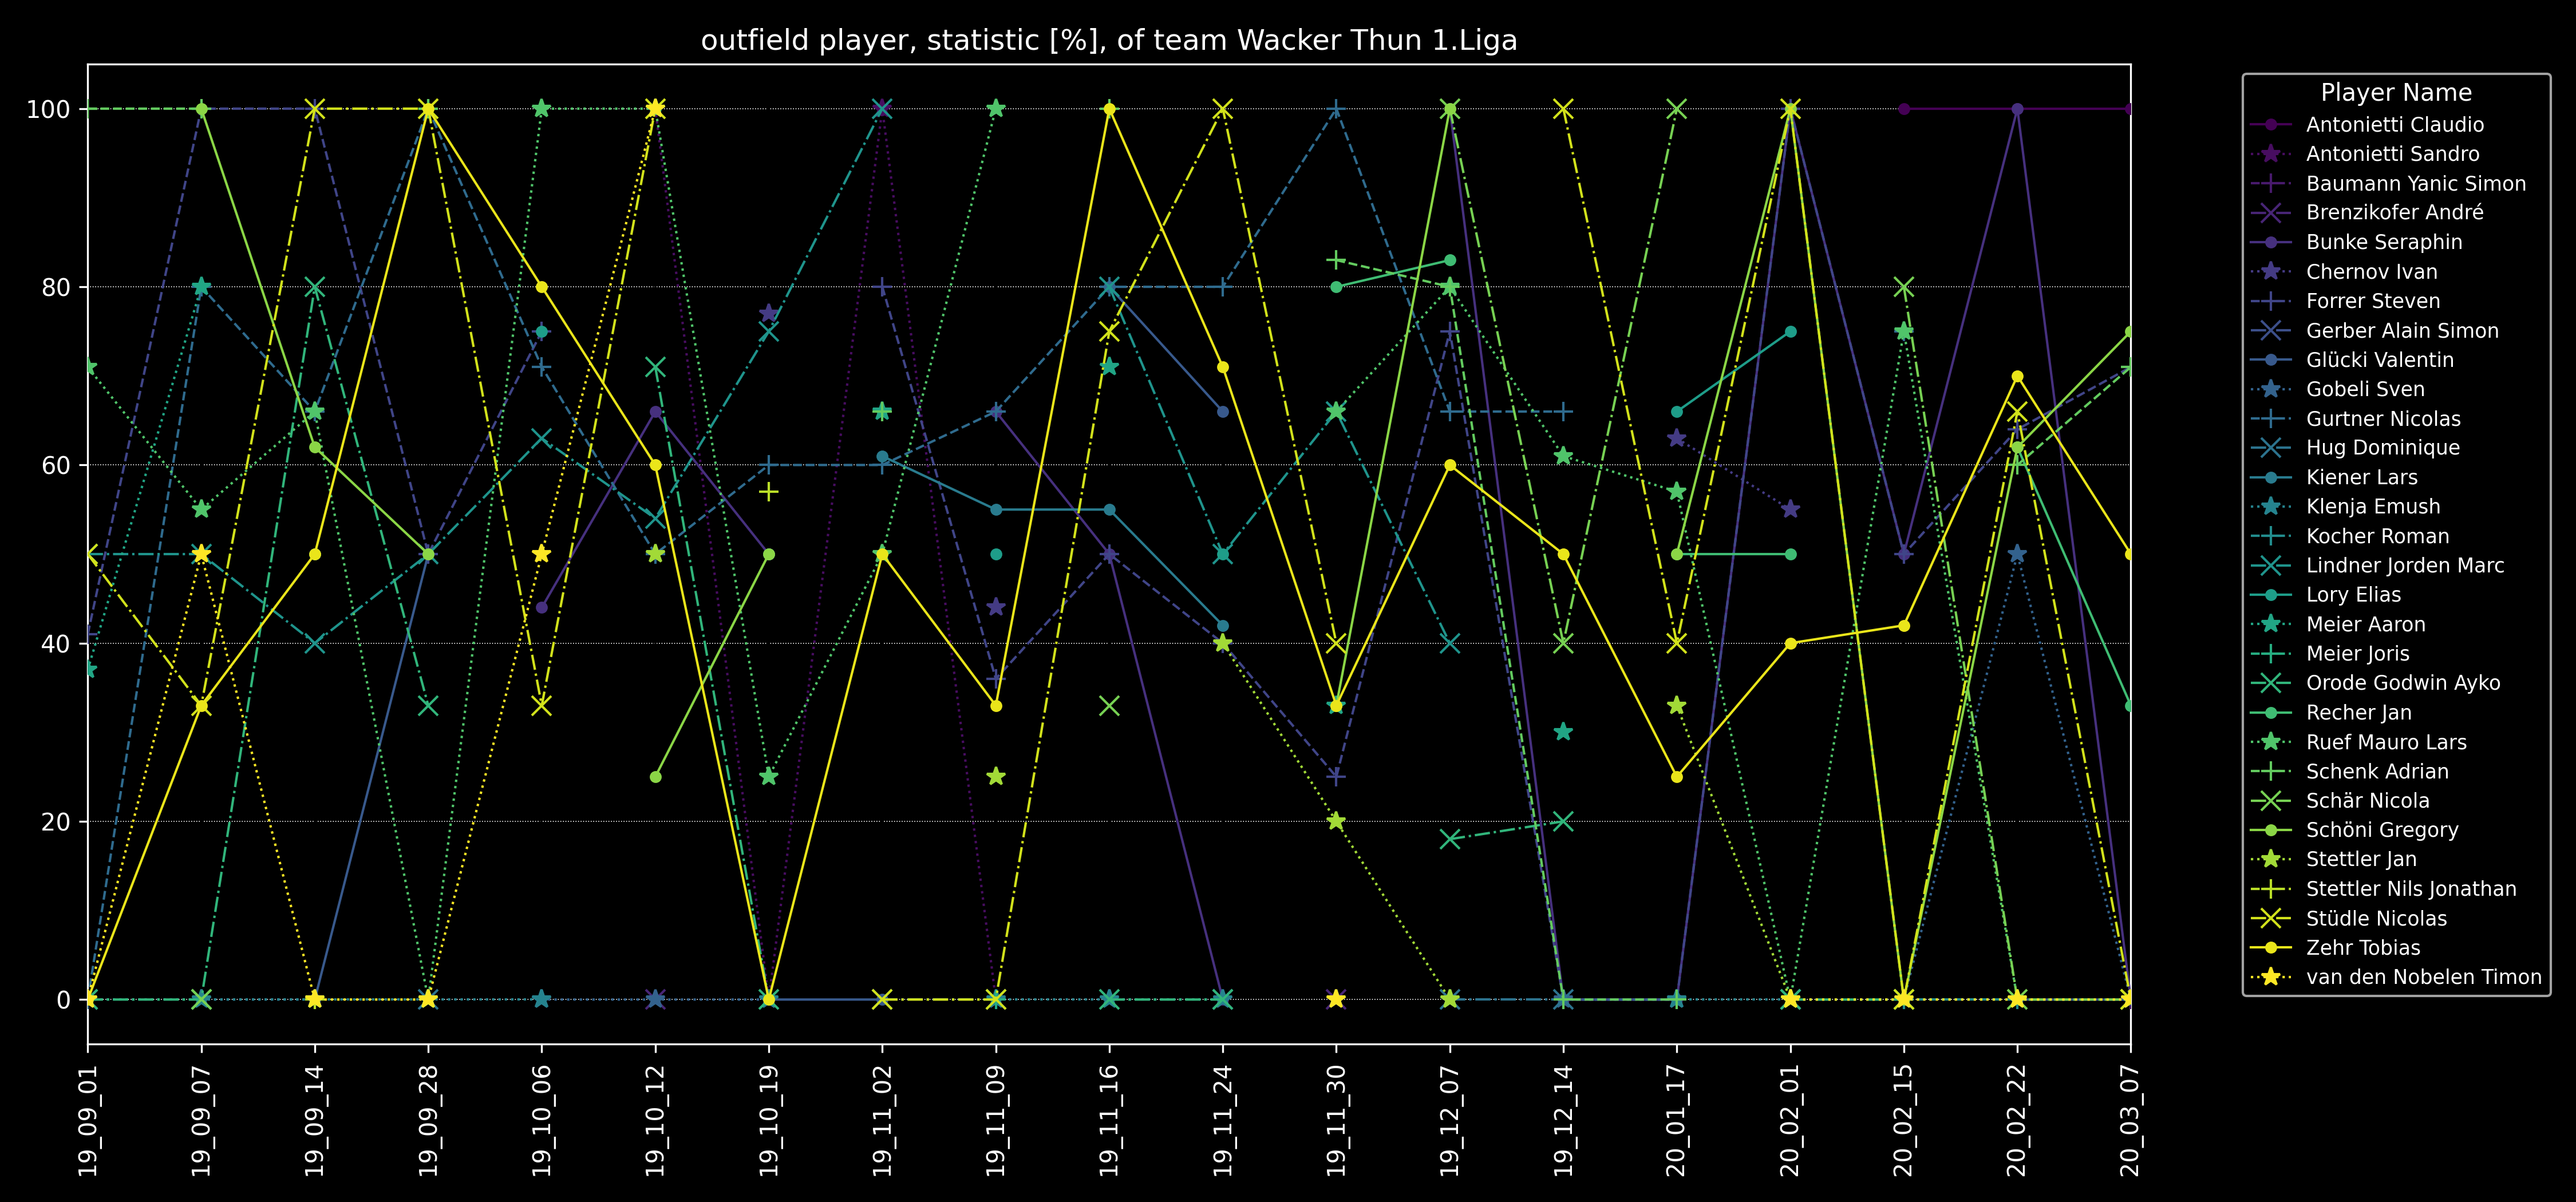 outfield player, statistic [%], of team Wacker Thun 1.Liga
100
80
60
40
20
0
19_09_01
19_09_07
19_09_14
19_09_28
19_10_06
19_10_12
19_10_19
19_11_02
19_11_09
19_11_16
19_11_24
19_11_30
19_12_07
19_12_14
20_01_17
20_02_01
20_02_15
20_02_22
20_03_07
Player Name
Antonietti Claudio
Antonietti Sandro
Baumann Yanic Simon
Brenzikofer André
Bunke Seraphin
Chernov Ivan
Forrer Steven
Gerber Alain Simon
Glücki Valentin
Gobeli Sven
Gurtner Nicolas
Hug Dominique
Kiener Lars
Klenja Emush
Kocher Roman
Lindner Jorden Marc
Lory Elias
Meier Aaron
Meier Joris
Orode Godwin Ayko
Recher Jan
Ruef Mauro Lars
Schenk Adrian
Schär Nicola
Schöni Gregory
Stettler Jan
Stettler Nils Jonathan
Stüdle Nicolas
Zehr Tobias
van den Nobelen Timon